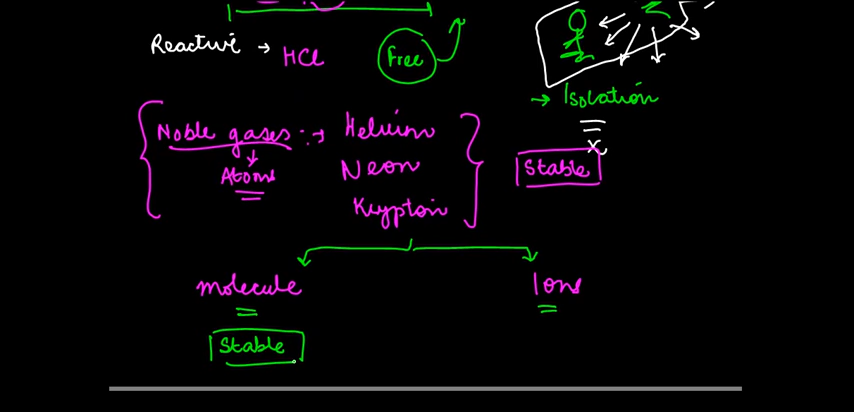 Reactive → HCl Free
→ Isolation
Noble gases :→ Helium
Atoms
Neon
Stable
Krypton
molecule Ions
Stable